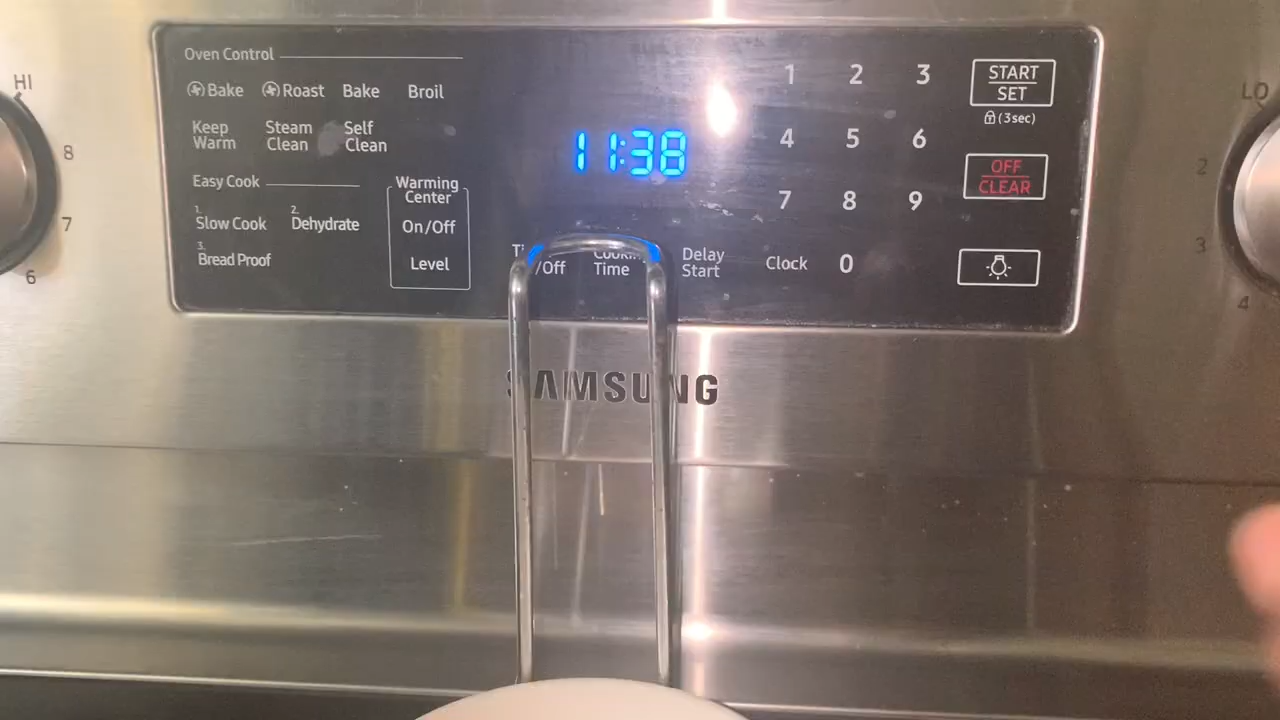 Oven Control
Bake Roast Bake Broil
Keep Warm Steam Clean Self Clean
Easy Cook
1. Slow Cook 2. Dehydrate
3. Bread Proof
Warming Center
On/Off
Level
11:38
/Off
Time
Delay Start
Clock 0
1 2 3
4 5 6
7 8 9
START
SET
(3 sec)
OFF
CLEAR
SAMSUNG
HI
8
7
6
LO
2
3
4